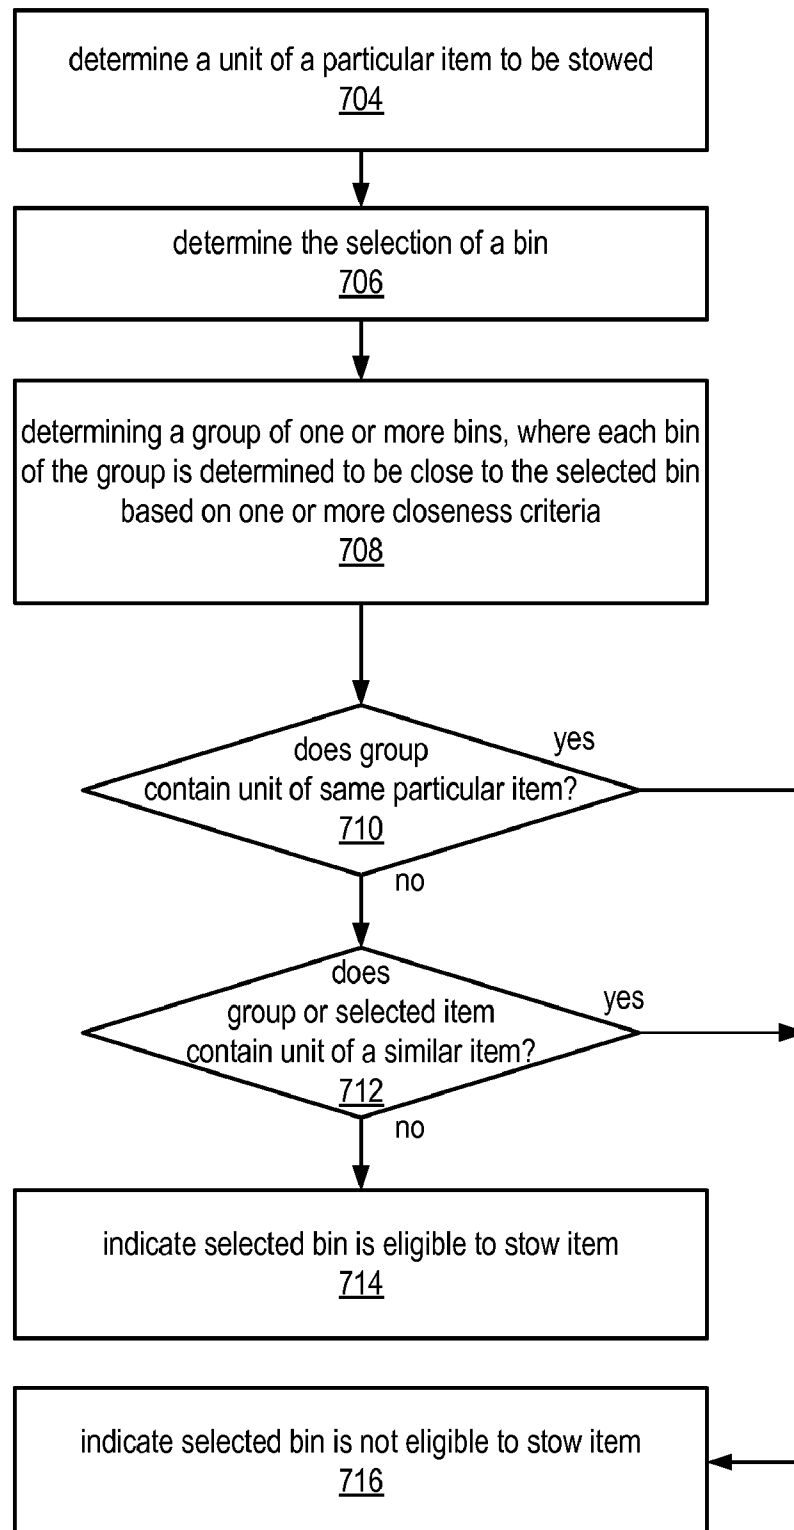 determine a unit of a particular item to be stowed
704
determine the selection of a bin
706
determining a group of one or more bins, where each bin
of the group is determined to be close to the selected bin
based on one or more closeness criteria
708
does group
contain unit of same particular item?
710
yes
no
does
group or selected item
contain unit of a similar item?
712
yes
no
indicate selected bin is eligible to stow item
714
indicate selected bin is not eligible to stow item
716